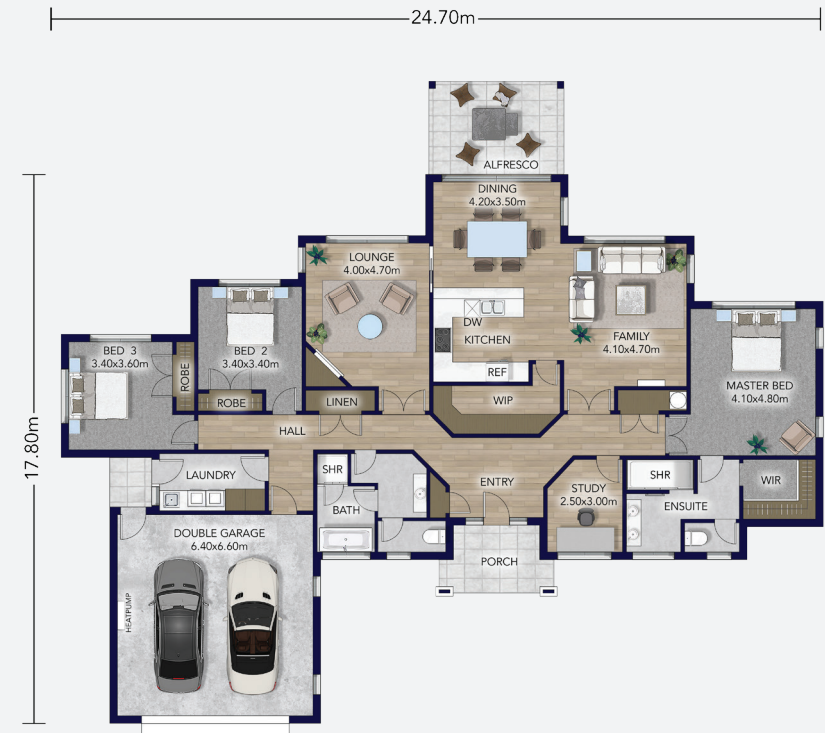 24.70m
17.80m
ALFRESCO
DINING
4.20x3.50m
LOUNGE
4.00x4.70m
DW
KITCHEN
REF
FAMILY
4.10x4.70m
BED 3
3.40x3.60m
ROBE
BED 2
3.40x3.40m
ROBE
LINEN
WIP
MASTER BED
4.10x4.80m
HALL
LAUNDRY
SHR
BATH
ENTRY
STUDY
2.50x3.00m
SHR
ENSUITE
WIR
DOUBLE GARAGE
6.40x6.60m
HEATPUMP
PORCH